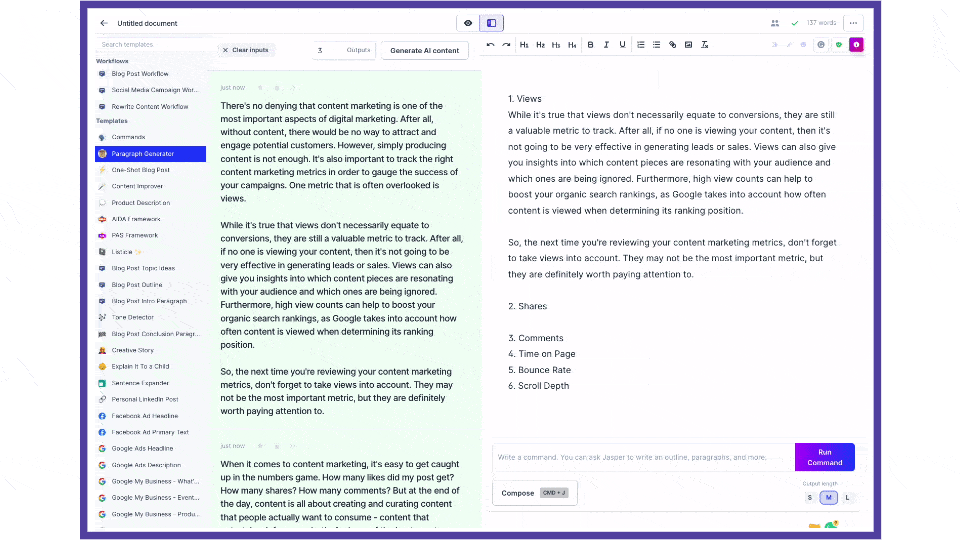 Untitled document
137 words
Search templates
Workflows
Blog Post Workflow
Social Media Campaign Wor...
Rewrite Content Workflow
Templates
Commands
Paragraph Generator
One-Shot Blog Post
Content Improver
Product Description
AIDA Framework
PAS Framework
Listicle
Blog Post Topic Ideas
Blog Post Outline
Blog Post Intro Paragraph
Tone Detector
Blog Post Conclusion Paragr...
Creative Story
Explain It To a Child
Sentence Expander
Personal LinkedIn Post
Facebook Ad Headline
Facebook Ad Primary Text
Google Ads Headline
Google Ads Description
Google My Business - What'...
Google My Business - Event...
Google My Business - Produ...
Clear inputs
3 Outputs
Generate AI content
just now
There's no denying that content marketing is one of the
most important aspects of digital marketing. After all,
without content, there would be no way to attract and
engage potential customers. However, simply producing
content is not enough. It's also important to track the right
content marketing metrics in order to gauge the success of
your campaigns. One metric that is often overlooked is
views.
While it's true that views don't necessarily equate to
conversions, they are still a valuable metric to track. After all,
if no one is viewing your content, then it's not going to be
very effective in generating leads or sales. Views can also
give you insights into which content pieces are resonating
with your audience and which ones are being ignored.
Furthermore, high view counts can help to boost your
organic search rankings, as Google takes into account how
often content is viewed when determining its ranking
position.
So, the next time you're reviewing your content marketing
metrics, don't forget to take views into account. They may
not be the most important metric, but they are definitely
worth paying attention to.
just now
When it comes to content marketing, it's easy to get caught
up in the numbers game. How many likes did my post get?
How many shares? How many comments? But at the end of
the day, content is all about creating and curating content
that people actually want to consume - content that
H1 H2 H3 H4 B I U
1. Views
While it's true that views don't necessarily equate to conversions, they are still
a valuable metric to track. After all, if no one is viewing your content, then it's
not going to be very effective in generating leads or sales. Views can also give
you insights into which content pieces are resonating with your audience and
which ones are being ignored. Furthermore, high view counts can help to
boost your organic search rankings, as Google takes into account how often
content is viewed when determining its ranking position.
So, the next time you're reviewing your content marketing metrics, don't forget
to take views into account. They may not be the most important metric, but
they are definitely worth paying attention to.
2. Shares
3. Comments
4. Time on Page
5. Bounce Rate
6. Scroll Depth
Write a command. You can ask Jasper to write an outline, paragraphs, and more.
Run
Command
Compose CMD + J
Output length
S M L